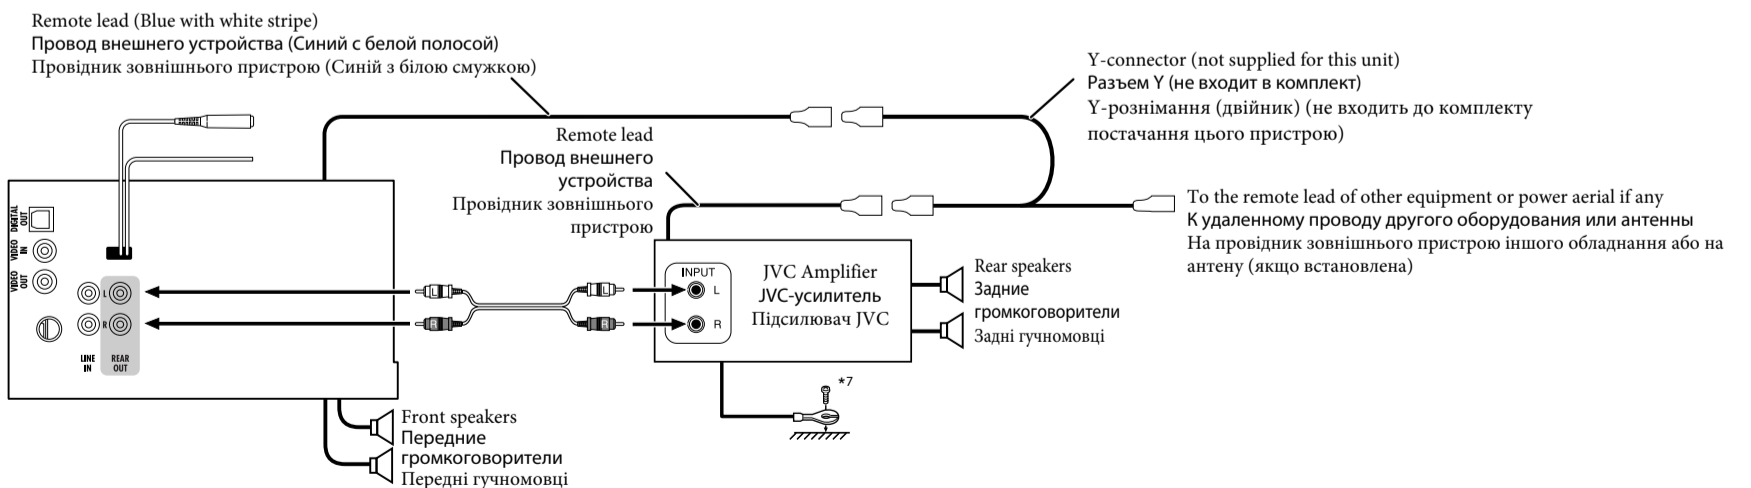 Remote lead (Blue with white stripe)
Провод внешнего устройства (Синий с белой полосой)
Провідник зовнішнього пристрою (Синій з білою смужкою)
Y-connector (not supplied for this unit)
Разъем Y (не входит в комплект)
Y-рознімання (двійник) (не входить до комплекту
постачання цього пристрою)
Remote lead
Провод внешнего
устройства
Провідник зовнішнього
пристрою
To the remote lead of other equipment or power aerial if any
К удаленному проводу другого оборудования или антенны
На провідник зовнішнього пристрою іншого обладнання або на
антену (якщо встановлена)
DIGITAL
OUT
VIDEO
IN
VIDEO
OUT
L
R
LINE
IN
REAR
OUT
L
L
INPUT
L
R
JVC Amplifier
JVC-усилитель
Підсилювач JVC
Rear speakers
Задние
громкоговорители
Задні гучномовці
*7
Front speakers
Передние
громкоговорители
Передні гучномовці